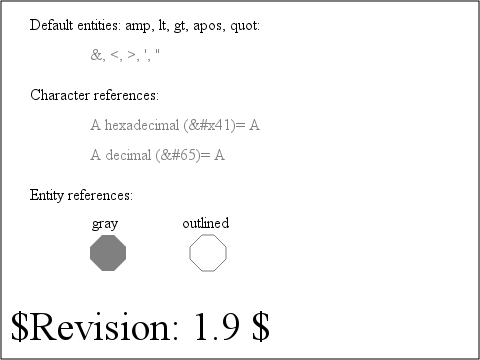 Default entities: amp, lt, gt, apos, quot:
&, <, >, ', "
Character references:
A hexadecimal (&#x41)= A
A decimal (&#65)= A
Entity references:
gray outlined
$Revision: 1.9 $